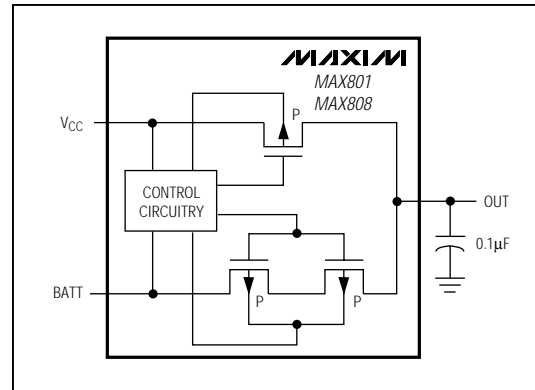 MAXIM
MAX801
MAX808
P
VCC
CONTROL
CIRCUITRY
OUT
0.1µF
BATT
P
P